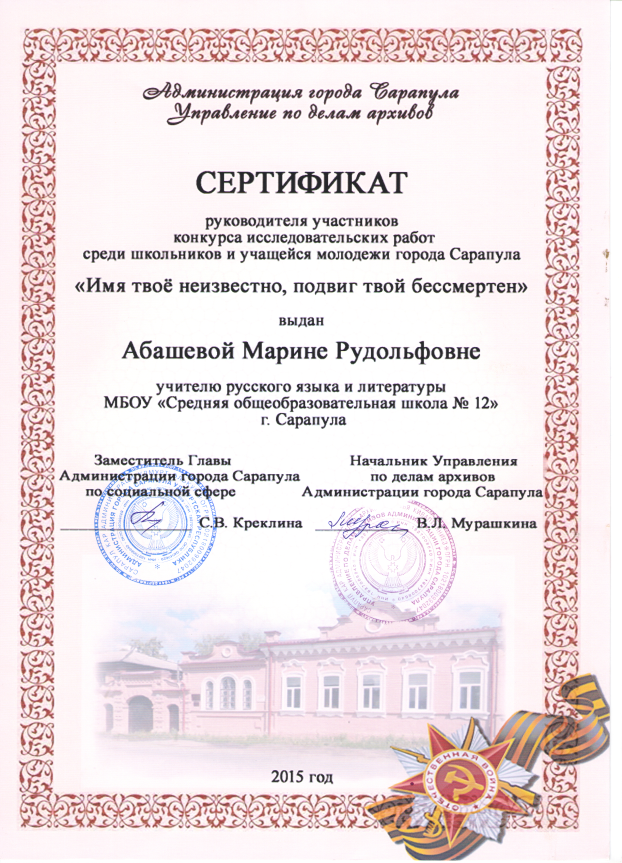 Администрация города Сарапула
Управление по делам архивов
СЕРТИФИКАТ
руководителя участников
конкурса исследовательских работ
среди школьников и учащейся молодежи города Сарапула
«Имя твоё неизвестно, подвиг твой бессмертен»
выдан
Абашевой Марине Рудольфовне
учителю русского языка и литературы
МБОУ «Средняя общеобразовательная школа № 12»
г. Сарапула
Заместитель Главы
Администрации города Сарапула
по социальной сфере
С.В. Креклина
Начальник Управления
по делам архивов
Администрации города Сарапула
В.Л. Мурашкина
ОТЕЧЕСТВЕННАЯ ВОЙНА
2015 год